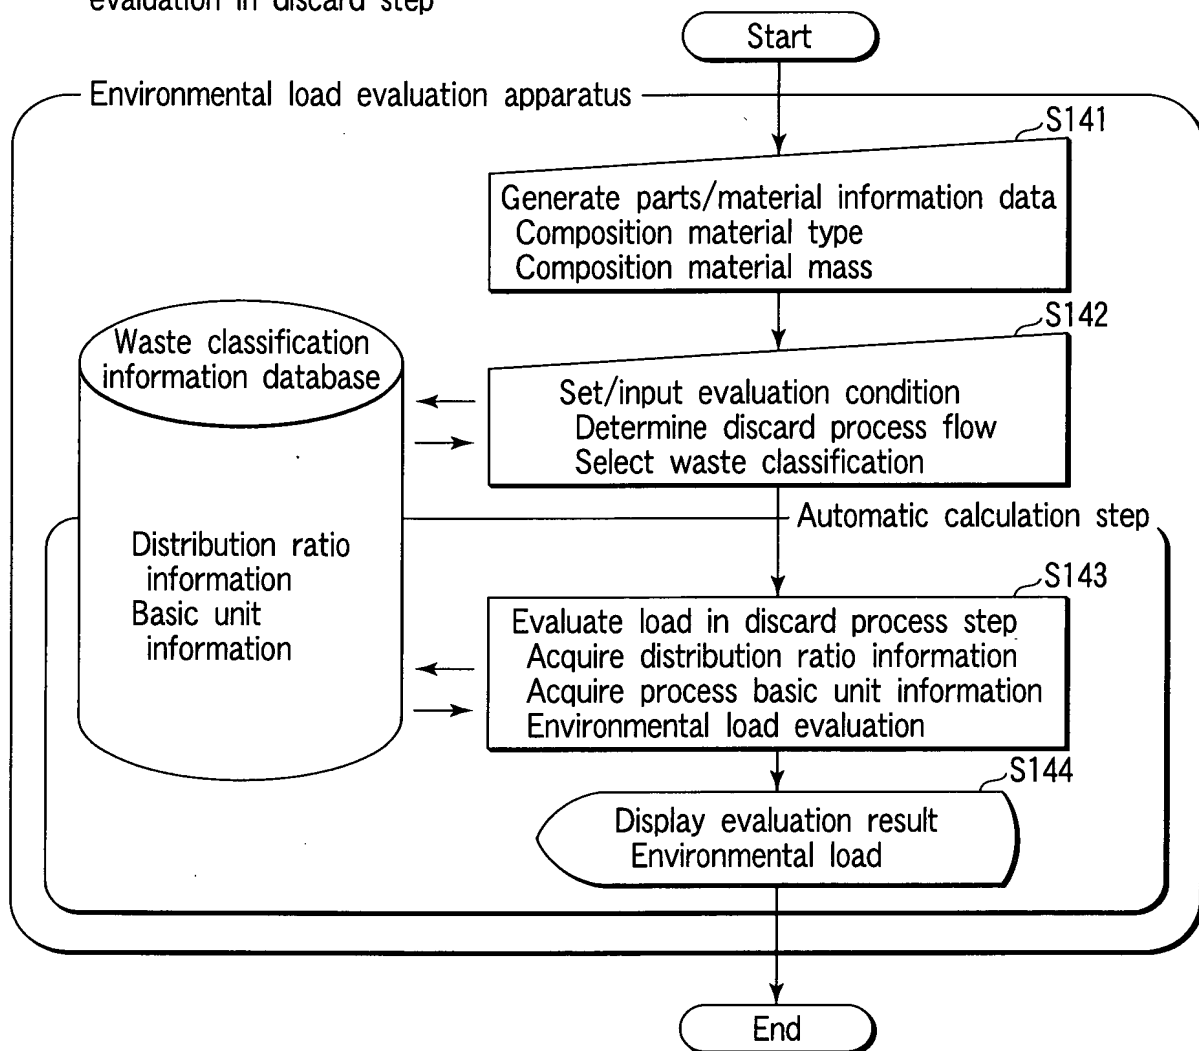 evaluation in discard step
Start
Environmental load evaluation apparatus
S141
Generate parts/material information data
Composition material type
Composition material mass
S142
Waste classification
information database
Set/input evaluation condition
Determine discard process flow
Select waste classification
Automatic calculation step
Distribution ratio
information
Basic unit
information
S143
Evaluate load in discard process step
Acquire distribution ratio information
Acquire process basic unit information
Environmental load evaluation
S144
Display evaluation result
Environmental load
End